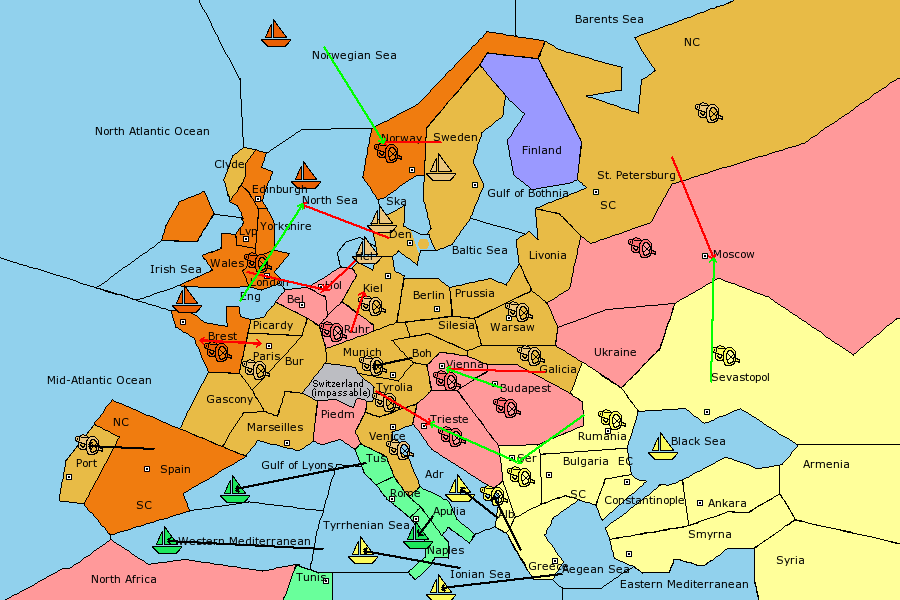 Barents Sea
NC
Norwegian Sea
North Atlantic Ocean
Norway
Sweden
Finland
Clyde
St. Petersburg
Edinburgh
Gulf of Bothnia
North Sea
Ska
SC
Yorkshire
Lvp
Den
Baltic Sea
Moscow
Livonia
Irish Sea
Wales
Hel
London
Hol
Kiel
Eng
Bel
Berlin
Prussia
Picardy
Ruhr
Silesia
Warsaw
Brest
Paris
Munich
Boh
Ukraine
Bur
Vienna
Galicia
Mid-Atlantic Ocean
Switzerland
(impassable)
Tyrolia
Budapest
Sevastopol
Gascony
Piedm
Trieste
NC
Marseilles
Venice
Rumania
Black Sea
Port
Spain
Gulf of Lyons
Tus
Ser
Bulgaria
EC
Armenia
Adr
SC
Rome
Constantinople
Ankara
SC
Apulia
Alb
Tyrrhenian Sea
Smyrna
Western Mediterranean
Naples
Syria
Greece
Aegean Sea
North Africa
Tunis
Ionian Sea
Eastern Mediterranean